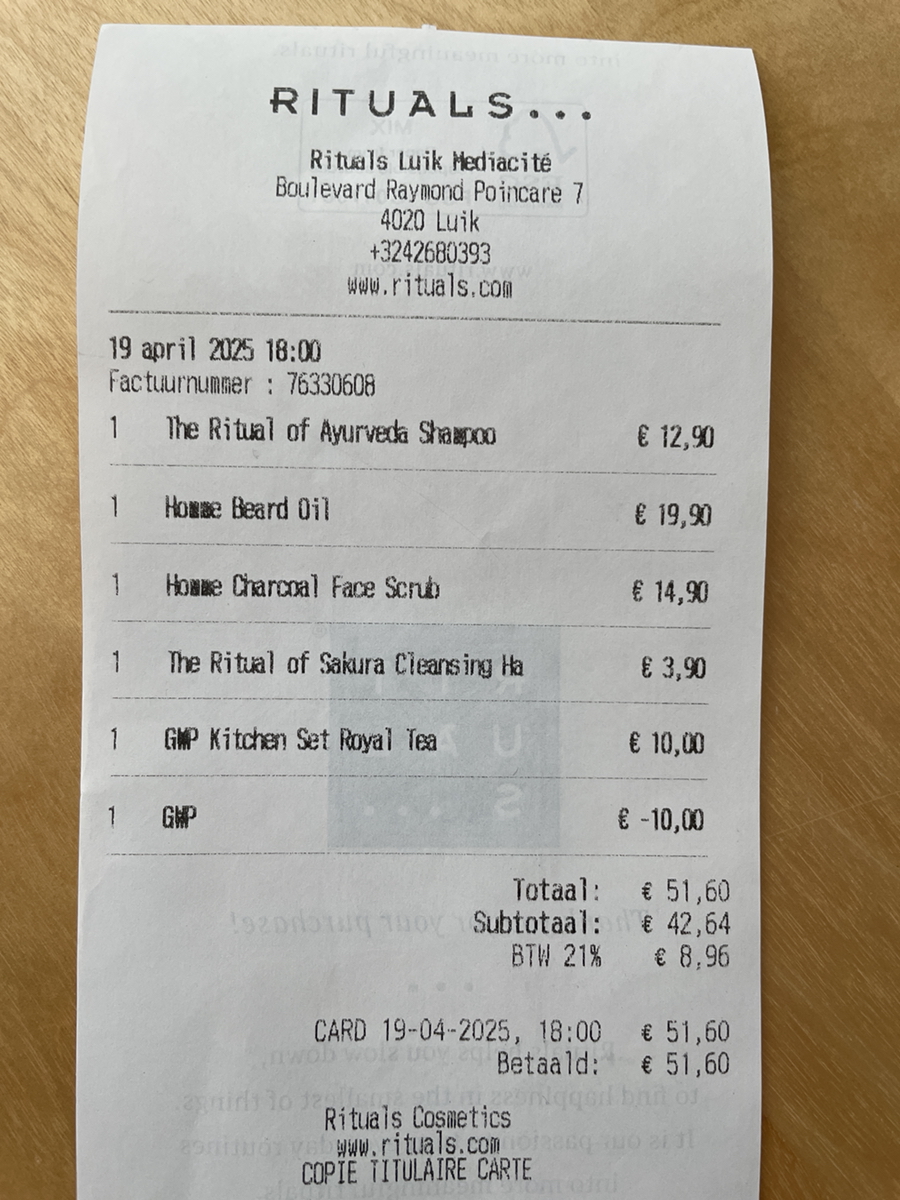 RITUALS...
Rituals Luik Mediacité
Boulevard Raymond Poincare 7
4020 Luik
+3242680393
www.rituals.com
19 april 2025 18:00
Factuurnummer : 76330608
1 The Ritual of Ayurveda Shampoo € 12,90
1 Homme Beard Oil € 19,90
1 Homme Charcoal Face Scrub € 14,90
1 The Ritual of Sakura Cleansing Ha € 3,90
1 GWP Kitchen Set Royal Tea € 10,00
1 GWP € -10,00
Totaal: € 51,60
Subtotaal: € 42,64
BTW 21% € 8,96
CARD 19-04-2025, 18:00 € 51,60
Betaald: € 51,60
Rituals Cosmetics
www.rituals.com
COPIE TITULAIRE CARTE